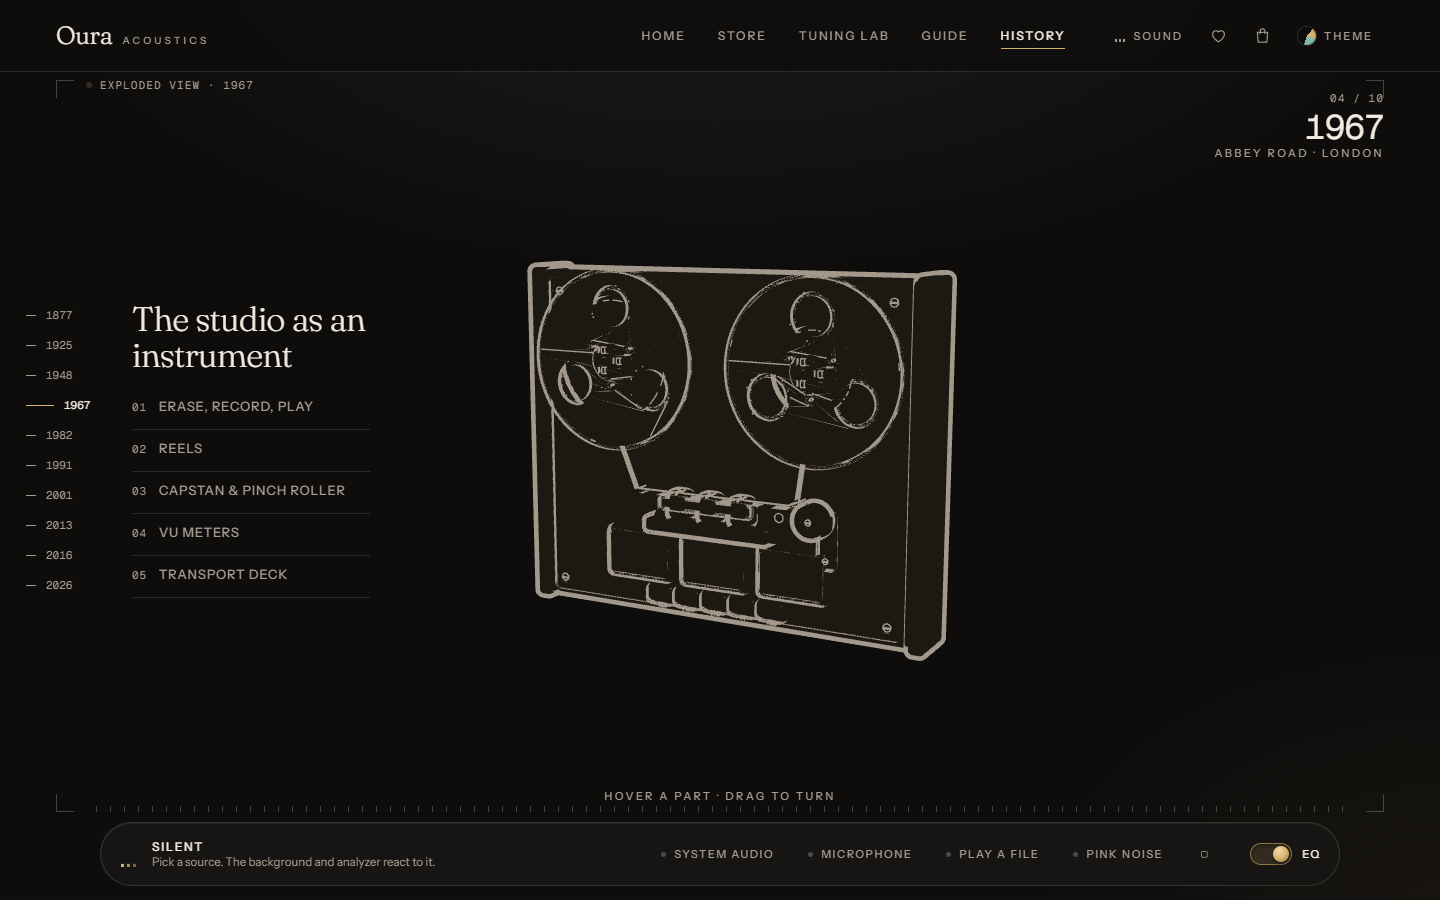 Oura ACOUSTICS
HOME STORE TUNING LAB GUIDE HISTORY SOUND THEME
EXPLODED VIEW · 1967
04 / 10
1967
ABBEY ROAD · LONDON
1877
1925
1948
1967
1982
1991
2001
2013
2016
2026
The studio as an
instrument
01 ERASE, RECORD, PLAY
02 REELS
03 CAPSTAN & PINCH ROLLER
04 VU METERS
05 TRANSPORT DECK
HOVER A PART · DRAG TO TURN
SILENT
Pick a source. The background and analyzer react to it.
SYSTEM AUDIO MICROPHONE PLAY A FILE PINK NOISE EQ